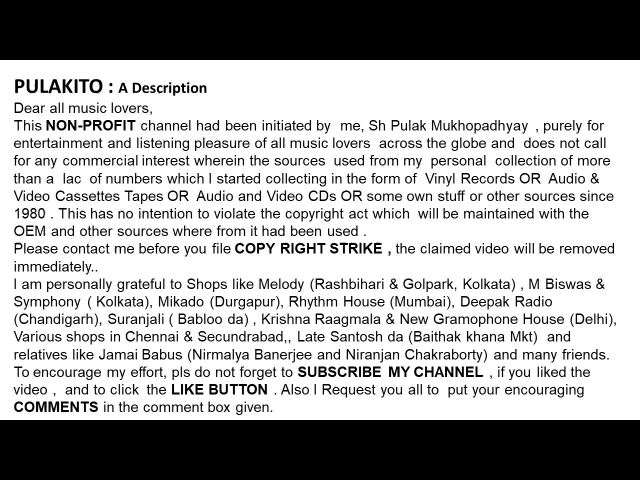 PULAKITO : A Description
Dear all music lovers,
This NON-PROFIT channel had been initiated by me, Sh Pulak Mukhopadhyay , purely for
entertainment and listening pleasure of all music lovers across the globe and does not call
for any commercial interest wherein the sources used from my personal collection of more
than a lac of numbers which I started collecting in the form of Vinyl Records OR Audio &
Video Cassettes Tapes OR Audio and Video CDs OR some own stuff or other sources since
1980 . This has no intention to violate the copyright act which will be maintained with the
OEM and other sources where from it had been used .
Please contact me before you file COPY RIGHT STRIKE , the claimed video will be removed
immediately..
I am personally grateful to Shops like Melody (Rashbihari & Golpark, Kolkata) , M Biswas &
Symphony ( Kolkata), Mikado (Durgapur), Rhythm House (Mumbai), Deepak Radio
(Chandigarh), Suranjali ( Babloo da) , Krishna Raagmala & New Gramophone House (Delhi),
Various shops in Chennai & Secundrabad,, Late Santosh da (Baithak khana Mkt) and
relatives like Jamai Babus (Nirmalya Banerjee and Niranjan Chakraborty) and many friends.
To encourage my effort, pls do not forget to SUBSCRIBE MY CHANNEL , if you liked the
video , and to click the LIKE BUTTON . Also I Request you all to put your encouraging
COMMENTS in the comment box given.